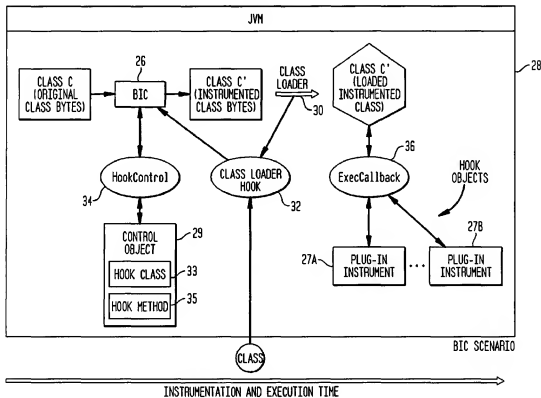 JVM
28
26
CLASS C
(ORIGINAL
CLASS BYTES)
BIC
CLASS C'
(INSTRUMENTED
CLASS BYTES)
CLASS
LOADER
30
CLASS C'
(LOADED
INSTRUMENTED
CLASS)
36
HookControl
34
CLASS LOADER
HOOK
32
ExecCallback
HOOK
OBJECTS
29
CONTROL
OBJECT
HOOK CLASS
33
HOOK METHOD
35
27A
PLUG-IN
INSTRUMENT
...
27B
PLUG-IN
INSTRUMENT
BIC SCENARIO
CLASS
INSTRUMENTATION AND EXECUTION TIME